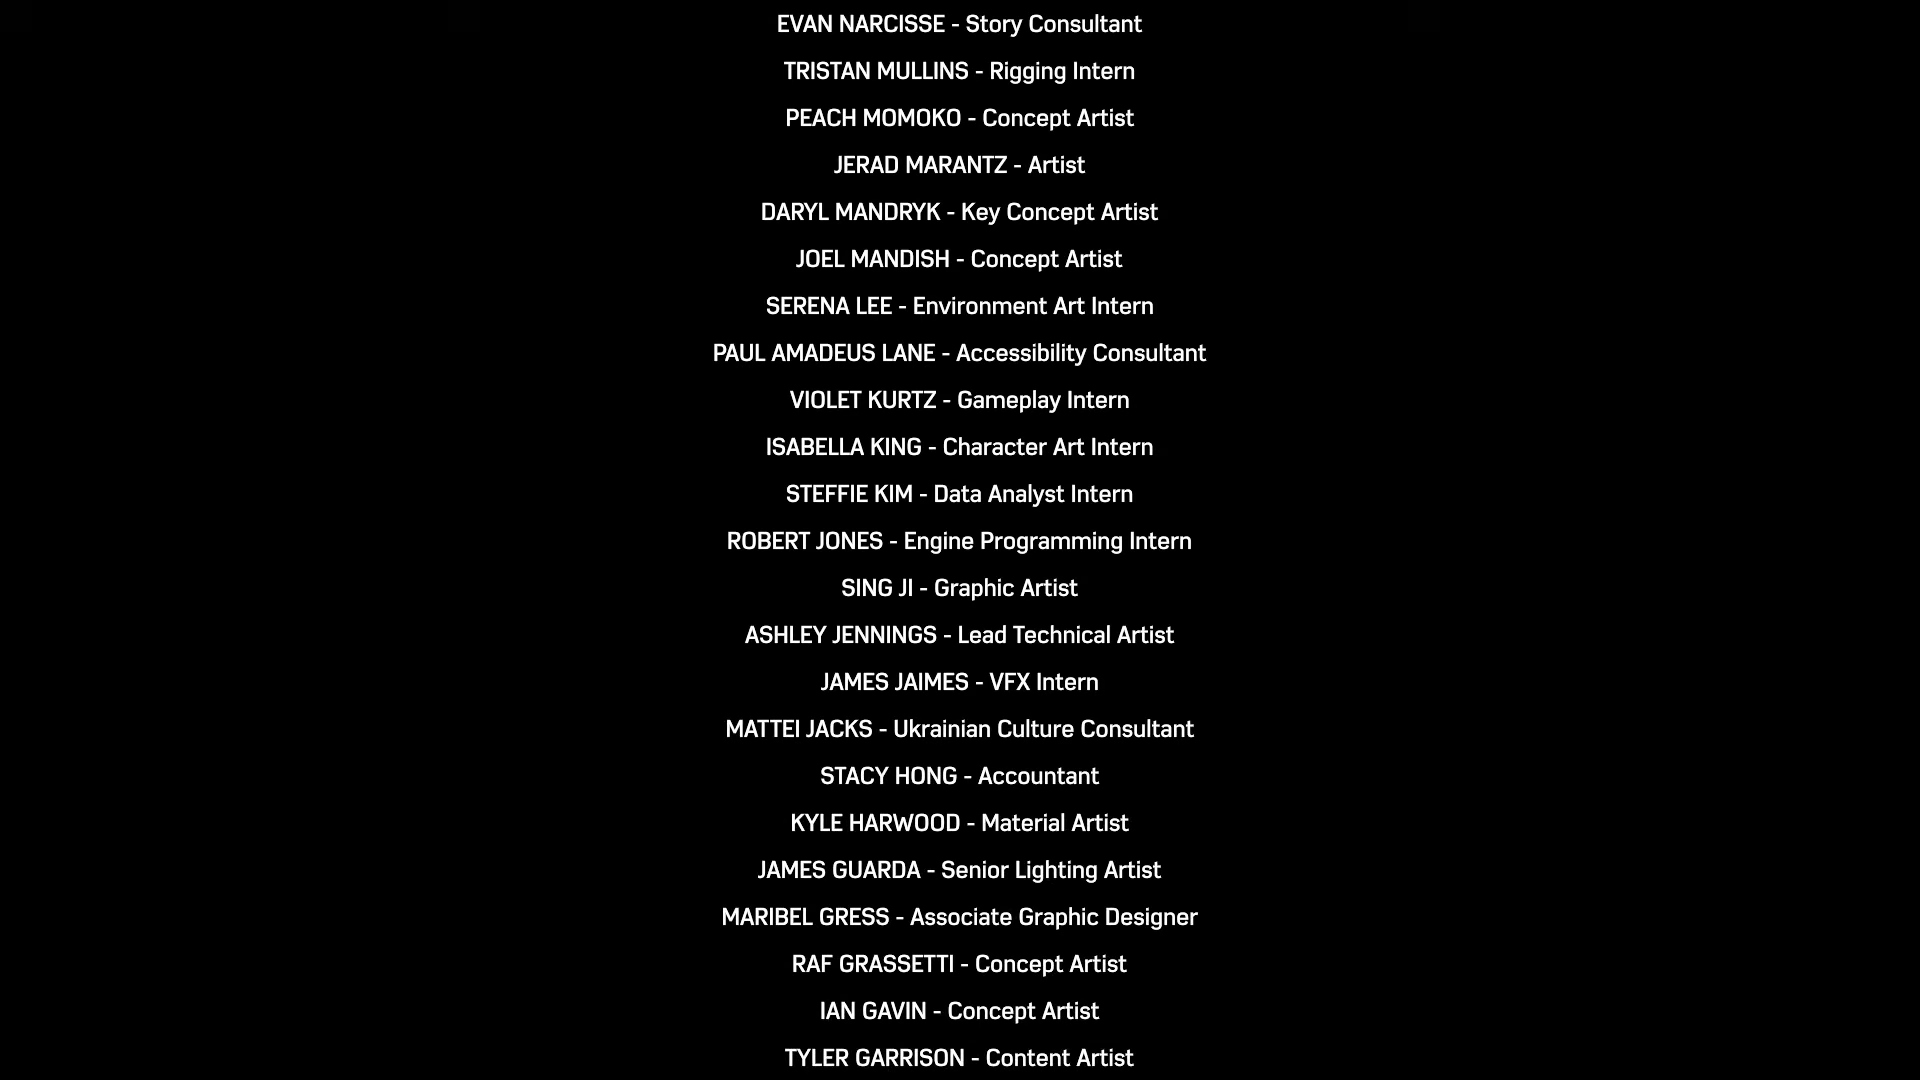 EVAN NARCISSE - Story Consultant
TRISTAN MULLINS - Rigging Intern
PEACH MOMOKO - Concept Artist
JERAD MARANTZ - Artist
DARYL MANDRYK - Key Concept Artist
JOEL MANDISH - Concept Artist
SERENA LEE - Environment Art Intern
PAUL AMADEUS LANE - Accessibility Consultant
VIOLET KURTZ - Gameplay Intern
ISABELLA KING - Character Art Intern
STEFFIE KIM - Data Analyst Intern
ROBERT JONES - Engine Programming Intern
SING JI - Graphic Artist
ASHLEY JENNINGS - Lead Technical Artist
JAMES JAIMES - VFX Intern
MATTEI JACKS - Ukrainian Culture Consultant
STACY HONG - Accountant
KYLE HARWOOD - Material Artist
JAMES GUARDA - Senior Lighting Artist
MARIBEL GRESS - Associate Graphic Designer
RAF GRASSETTI - Concept Artist
IAN GAVIN - Concept Artist
TYLER GARRISON - Content Artist